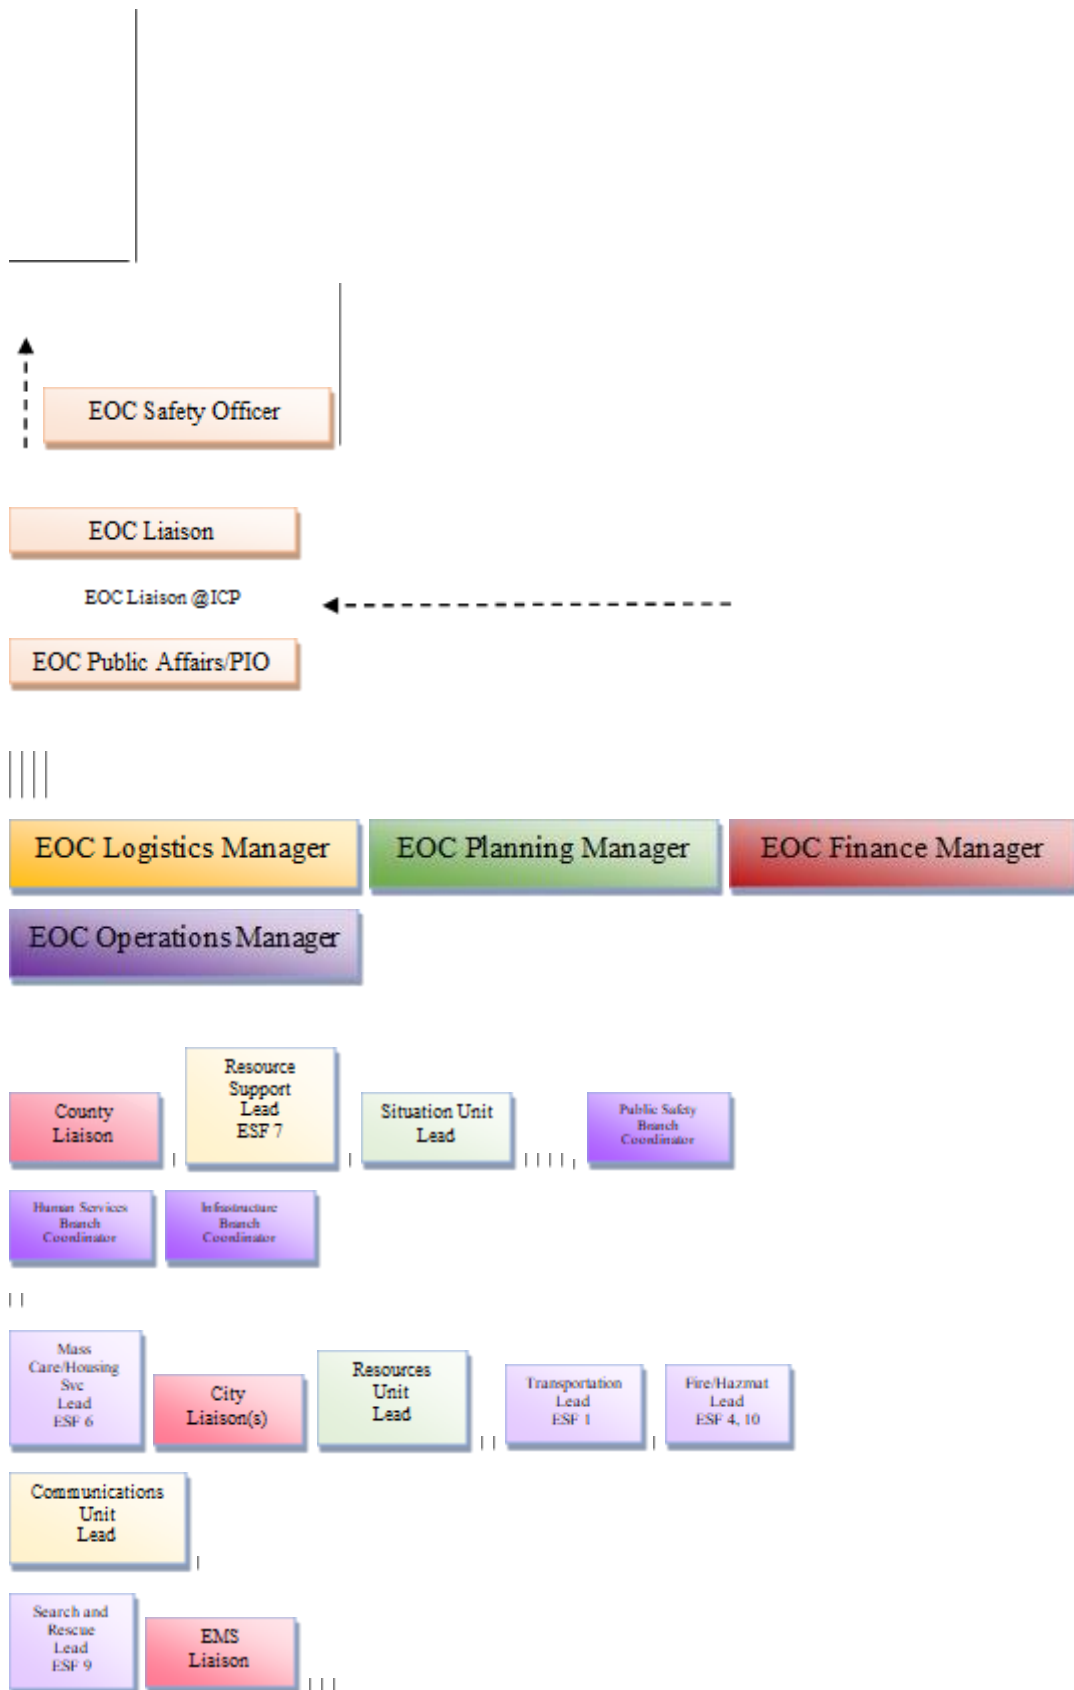 EOC Safety Officer
EOC Liaison
EOC Liaison @ICP
EOC Public Affairs/PIO
EOC Logistics Manager
EOC Planning Manager
EOC Finance Manager
EOC Operations Manager
County
Liaison
Resource
Support
Lead
ESF 7
Situation Unit
Lead
Public Safety
Branch
Coordinator
Human Services
Branch
Coordinator
Infrastructure
Branch
Coordinator
Mass
Care/Housing
Svc
Lead
ESF 6
City
Liaison(s)
Resources
Unit
Lead
Transportation
Lead
ESF 1
Fire/Hazmat
Lead
ESF 4, 10
Communications
Unit
Lead
Search and
Rescue
Lead
ESF 9
EMS
Liaison